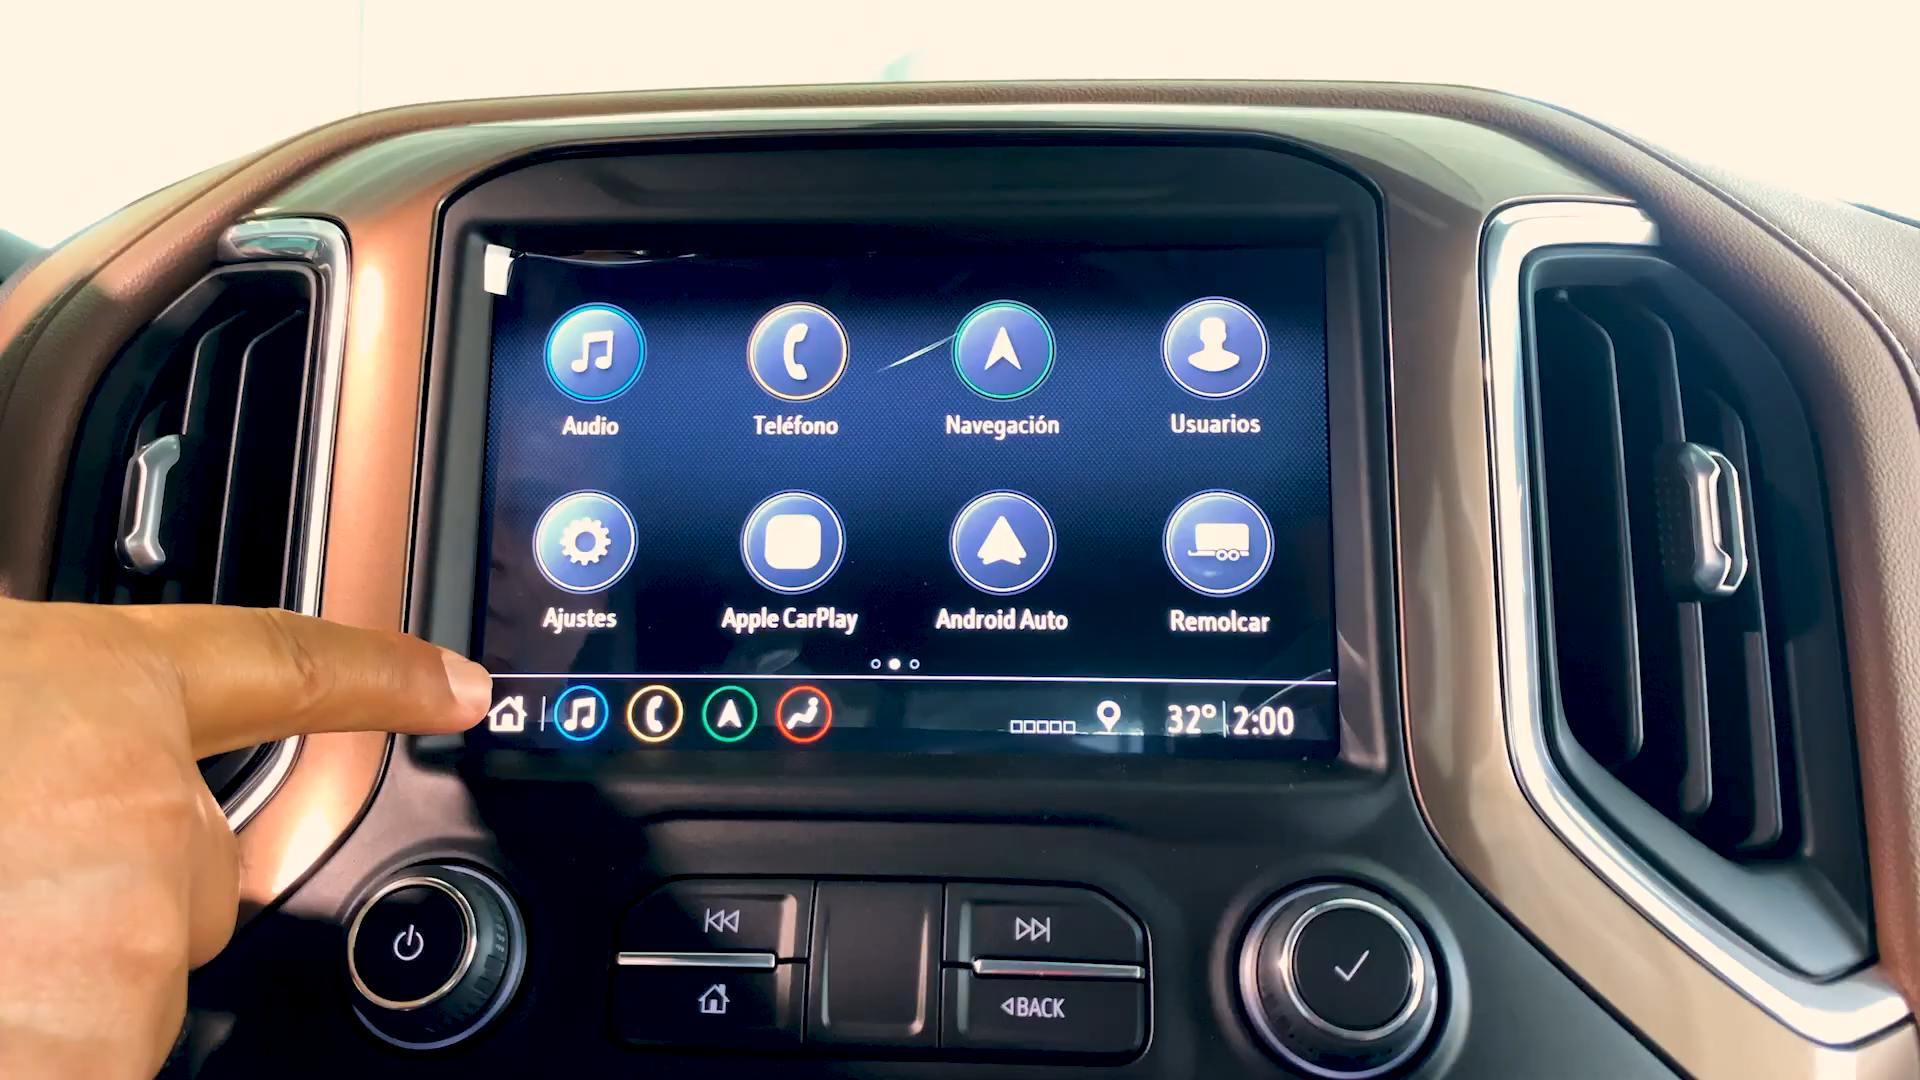 Audio Teléfono Navegación Usuarios
Ajustes Apple CarPlay Android Auto Remolcar
32° 2:00
BACK